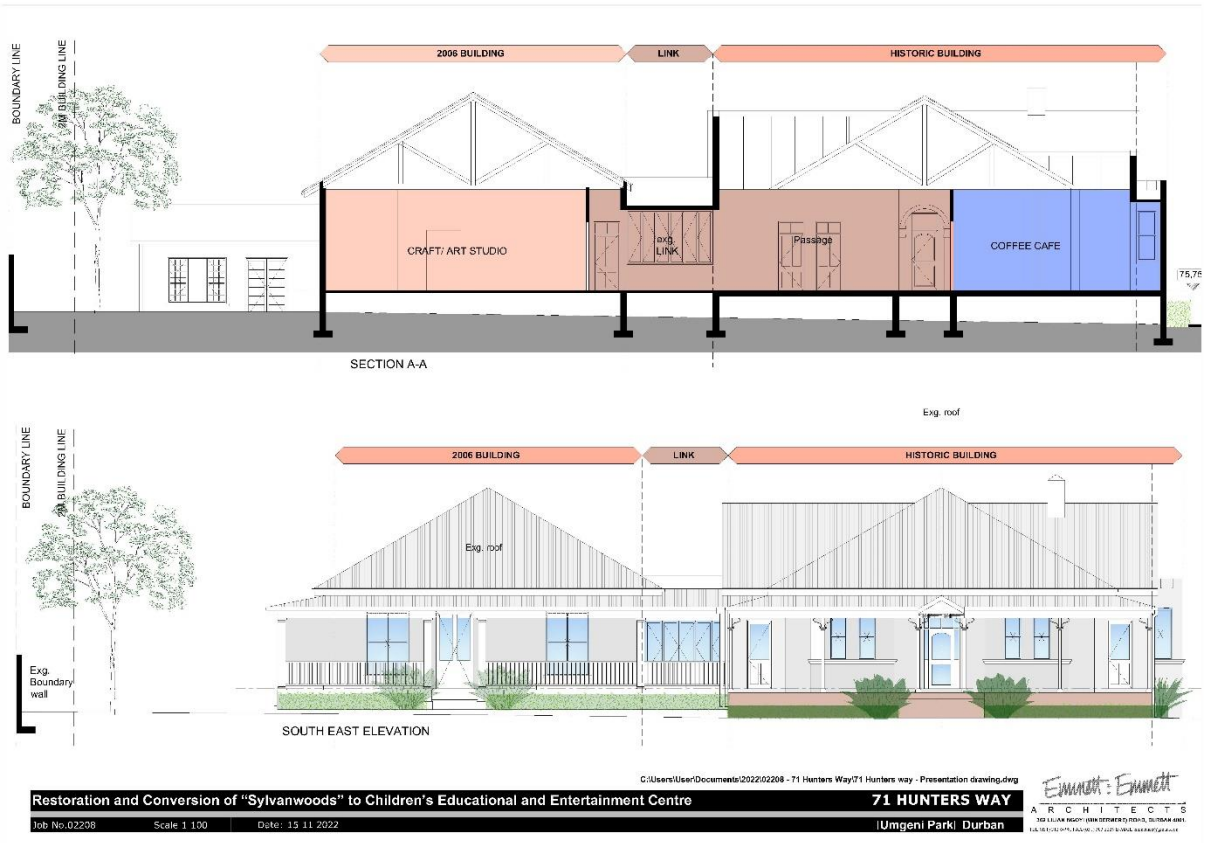 BOUNDARY LINE
2M BUILDING LINE
2006 BUILDING
LINK
HISTORIC BUILDING
CRAFT/ ART STUDIO
exg.
LINK
Passage
COFFEE CAFE
75,75
SECTION A-A
Exg. roof
BOUNDARY LINE
2M BUILDING LINE
2006 BUILDING
LINK
HISTORIC BUILDING
Exg. roof
Exg.
Boundary
wall
SOUTH EAST ELEVATION
C:\Users\User\Documents\2022\02208 - 71 Hunters Way\71 Hunters way - Presentation drawing.dwg
Restoration and Conversion of “Sylvanwoods” to Children’s Educational and Entertainment Centre
71 HUNTERS WAY
Job No.02208
Scale 1 100
Date: 15 11 2022
|Umgeni Park| Durban
Emmett : Emmett
ARCHITECTS
ROAD, DURBAN 4001.